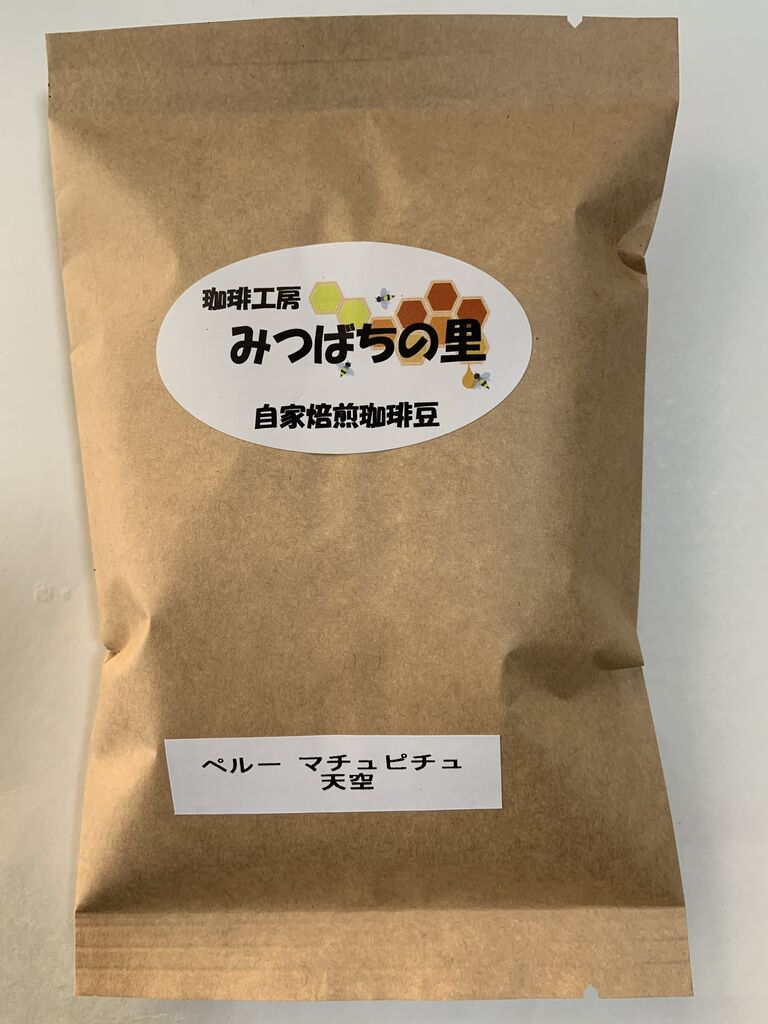 珈琲工房
みつばちの里
自家焙煎珈琲豆
ペルー マチュピチュ
天空